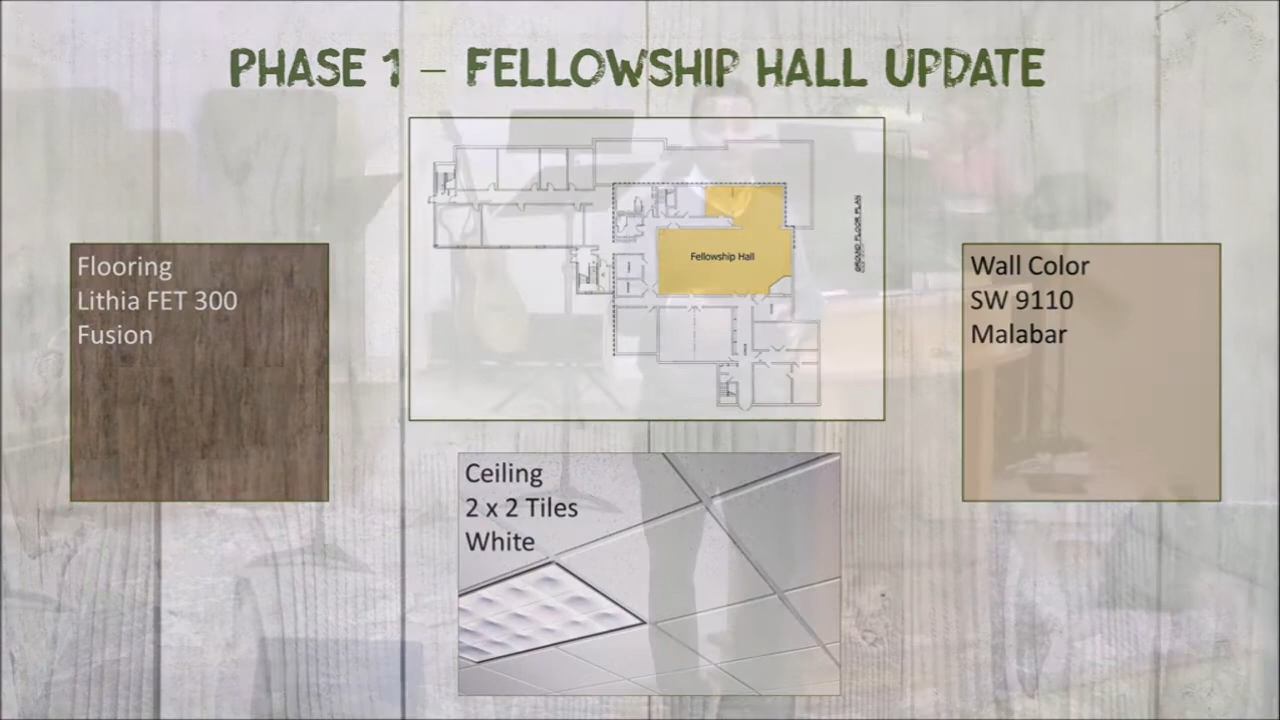 PHASE 1 – FELLOWSHIP HALL UPDATE
Fellowship Hall
GROUND FLOOR PLAN
Flooring
Lithia FET 300
Fusion
Wall Color
SW 9110
Malabar
Ceiling
2 x 2 Tiles
White